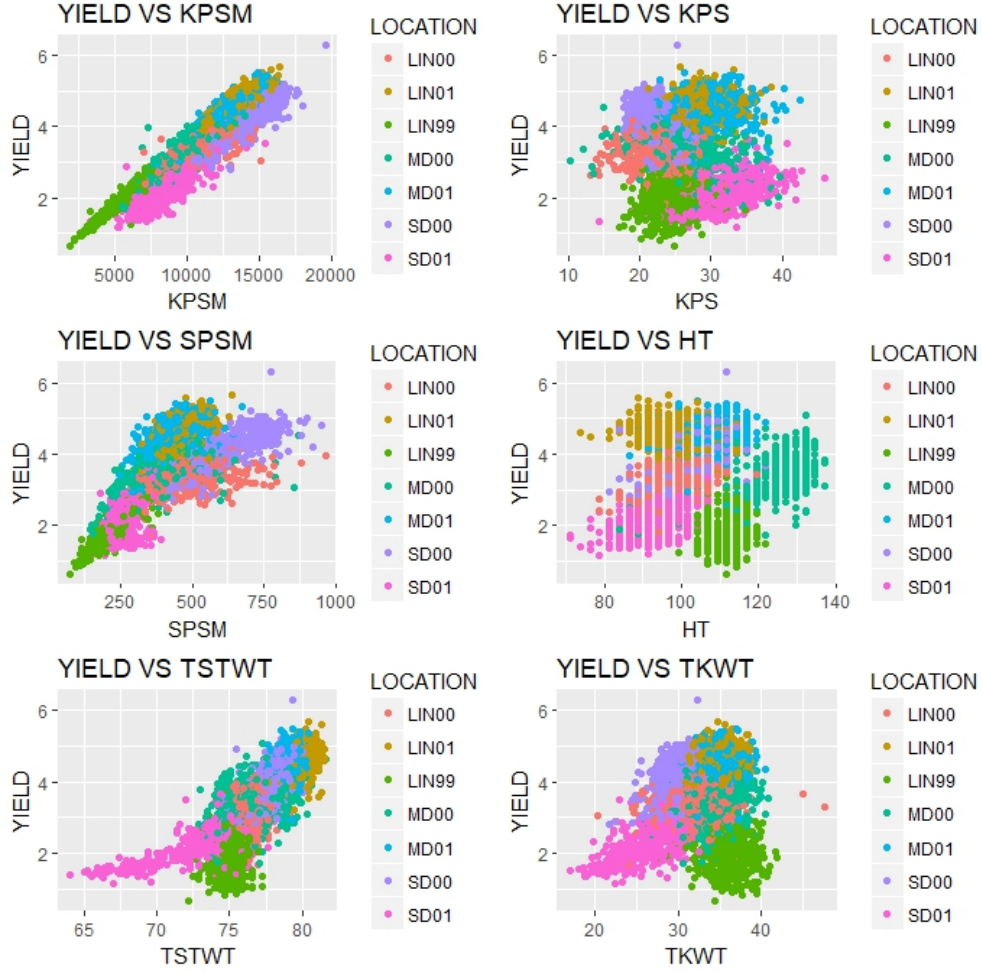 YIELD VS KPSM
YIELD
6
4
2
5000 10000 15000 20000
KPSM
LOCATION
LIN00
LIN01
LIN99
MD00
MD01
SD00
SD01
YIELD VS KPS
YIELD
6
4
2
10 20 30 40
KPS
LOCATION
LIN00
LIN01
LIN99
MD00
MD01
SD00
SD01
YIELD VS SPSM
YIELD
6
4
2
250 500 750 1000
SPSM
LOCATION
LIN00
LIN01
LIN99
MD00
MD01
SD00
SD01
YIELD VS HT
YIELD
6
4
2
80 100 120 140
HT
LOCATION
LIN00
LIN01
LIN99
MD00
MD01
SD00
SD01
YIELD VS TSTWT
YIELD
6
4
2
65 70 75 80
TSTWT
LOCATION
LIN00
LIN01
LIN99
MD00
MD01
SD00
SD01
YIELD VS TKWT
YIELD
6
4
2
20 30 40
TKWT
LOCATION
LIN00
LIN01
LIN99
MD00
MD01
SD00
SD01